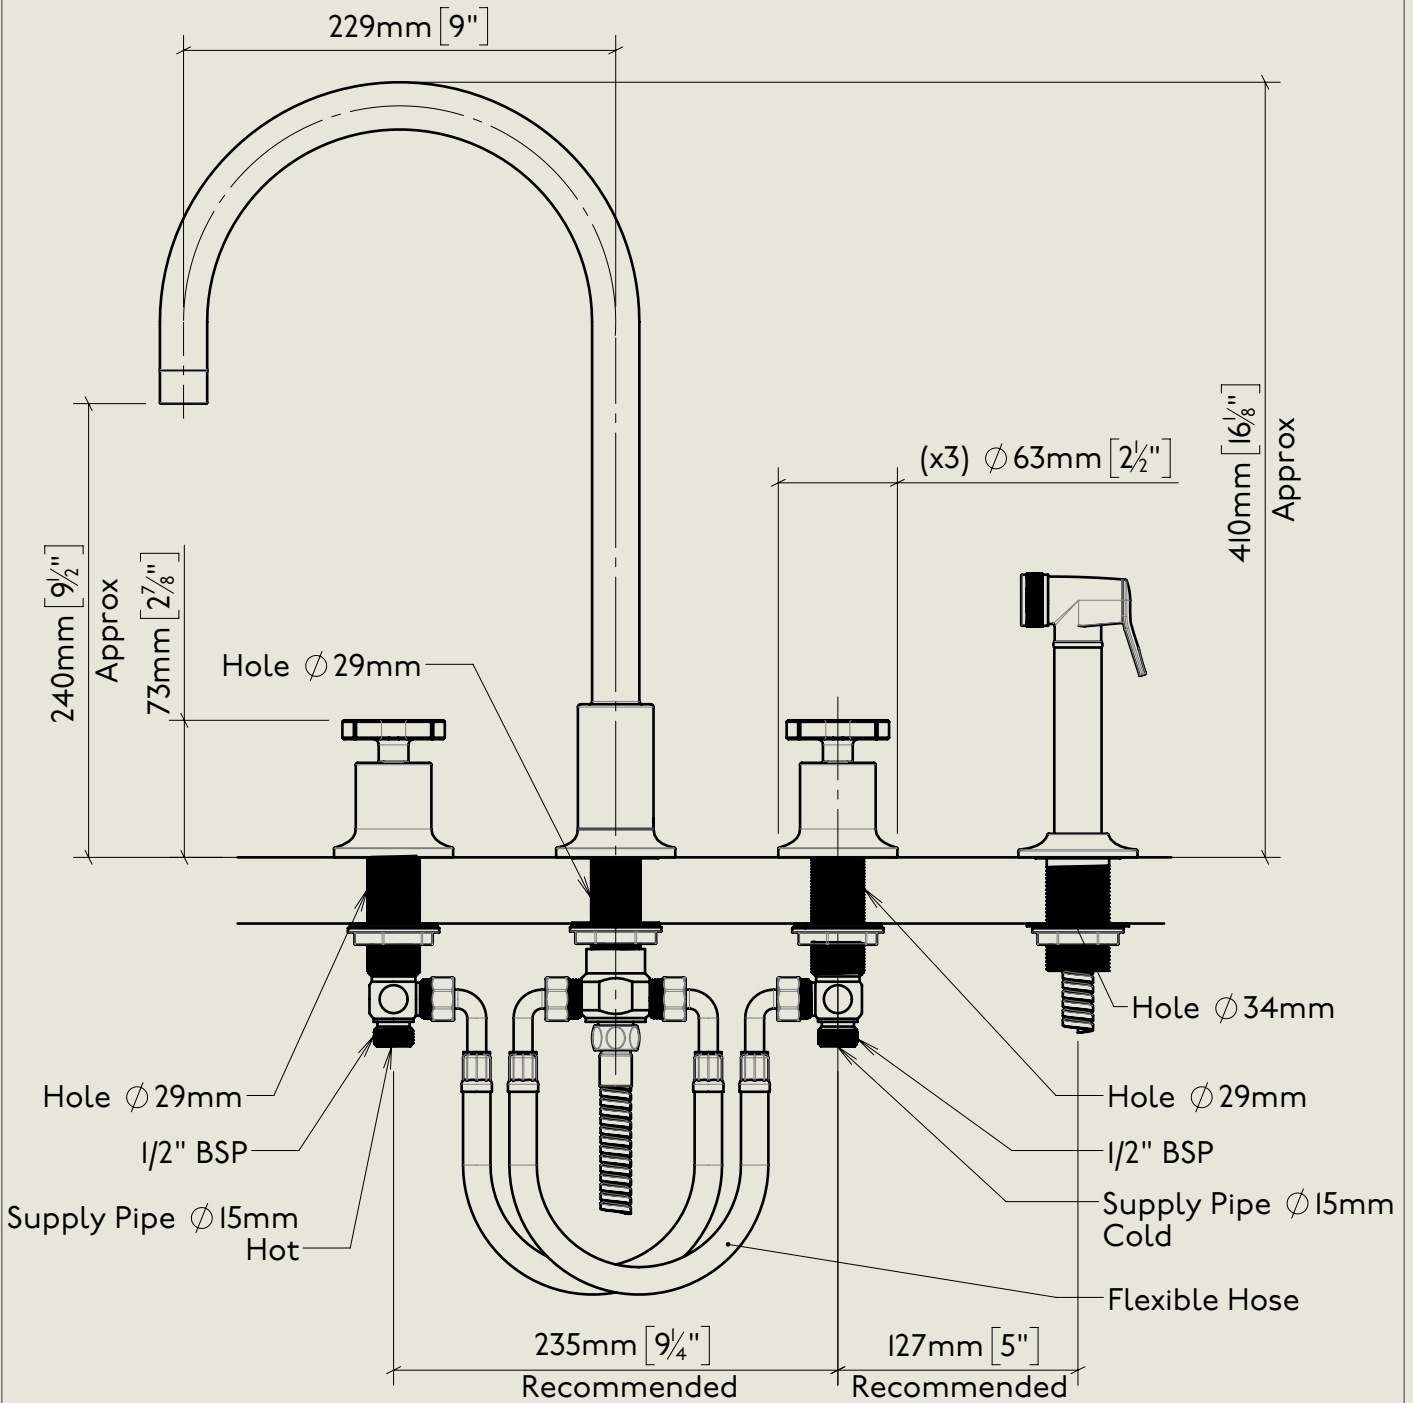 229mm [9"]
410mm [16⅛"]
Approx
(x3) ∅63mm [2½"]
240mm [9½"]
Approx
73mm [2⅞"]
Hole ∅29mm
Hole ∅34mm
Hole ∅29mm
Hole ∅29mm
1/2" BSP
1/2" BSP
Supply Pipe ∅15mm
Hot
Supply Pipe ∅15mm
Cold
Flexible Hose
235mm [9¼"]
Recommended
127mm [5"]
Recommended